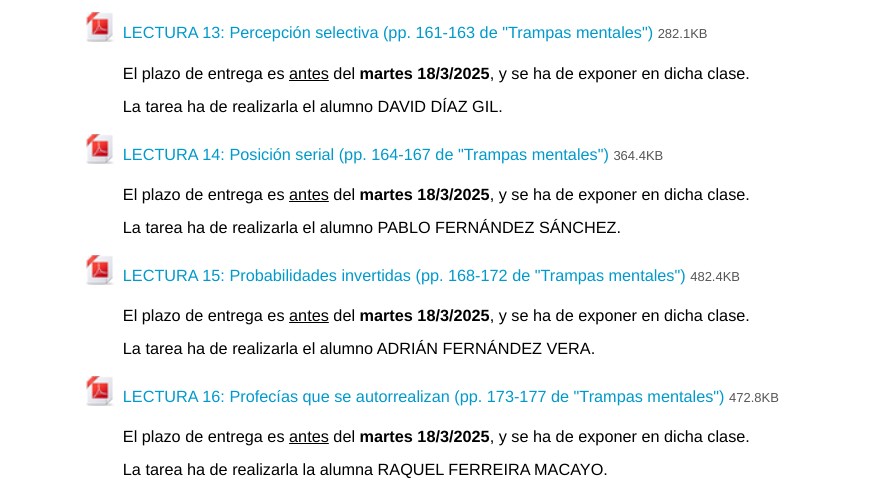 LECTURA 13: Percepción selectiva (pp. 161-163 de "Trampas mentales") 282.1KB
El plazo de entrega es antes del martes 18/3/2025, y se ha de exponer en dicha clase.
La tarea ha de realizarla el alumno DAVID DÍAZ GIL.
LECTURA 14: Posición serial (pp. 164-167 de "Trampas mentales") 364.4KB
El plazo de entrega es antes del martes 18/3/2025, y se ha de exponer en dicha clase.
La tarea ha de realizarla el alumno PABLO FERNÁNDEZ SÁNCHEZ.
LECTURA 15: Probabilidades invertidas (pp. 168-172 de "Trampas mentales") 482.4KB
El plazo de entrega es antes del martes 18/3/2025, y se ha de exponer en dicha clase.
La tarea ha de realizarla el alumno ADRIÁN FERNÁNDEZ VERA.
LECTURA 16: Profecías que se autorrealizan (pp. 173-177 de "Trampas mentales") 472.8KB
El plazo de entrega es antes del martes 18/3/2025, y se ha de exponer en dicha clase.
La tarea ha de realizarla la alumna RAQUEL FERREIRA MACAYO.